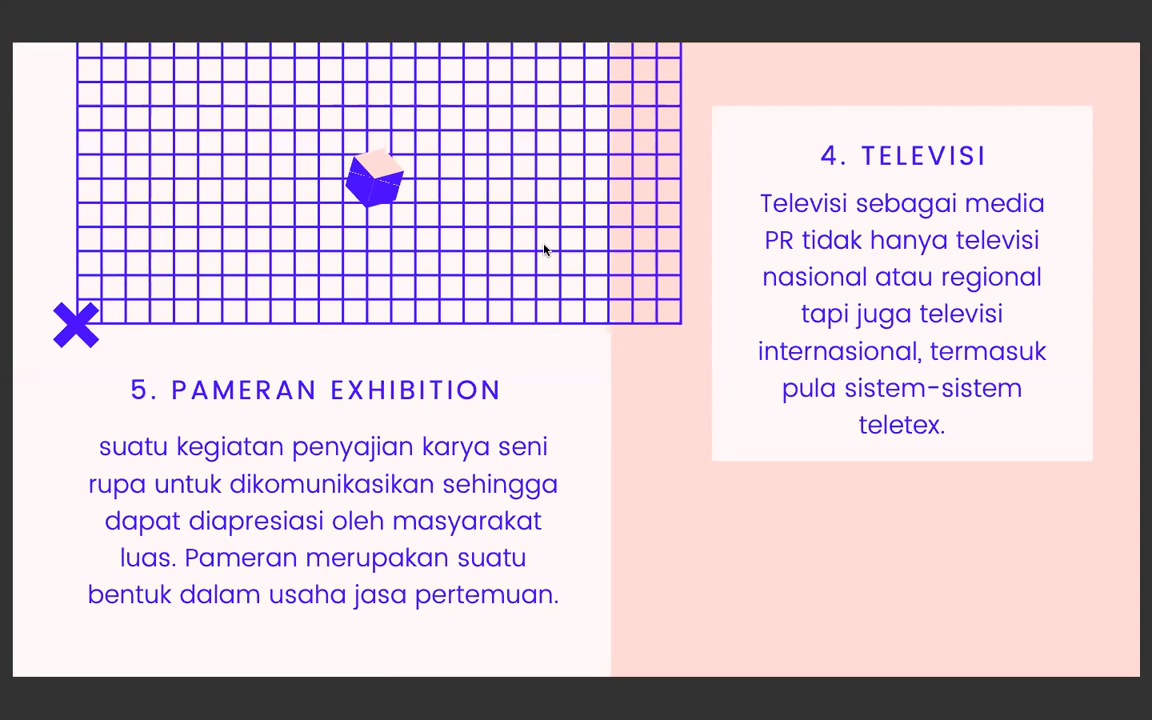 4. TELEVISI
Televisi sebagai media
PR tidak hanya televisi
nasional atau regional
tapi juga televisi
internasional, termasuk
pula sistem-sistem
teletex.
5. PAMERAN EXHIBITION
suatu kegiatan penyajian karya seni
rupa untuk dikomunikasikan sehingga
dapat diapresiasi oleh masyarakat
luas. Pameran merupakan suatu
bentuk dalam usaha jasa pertemuan.